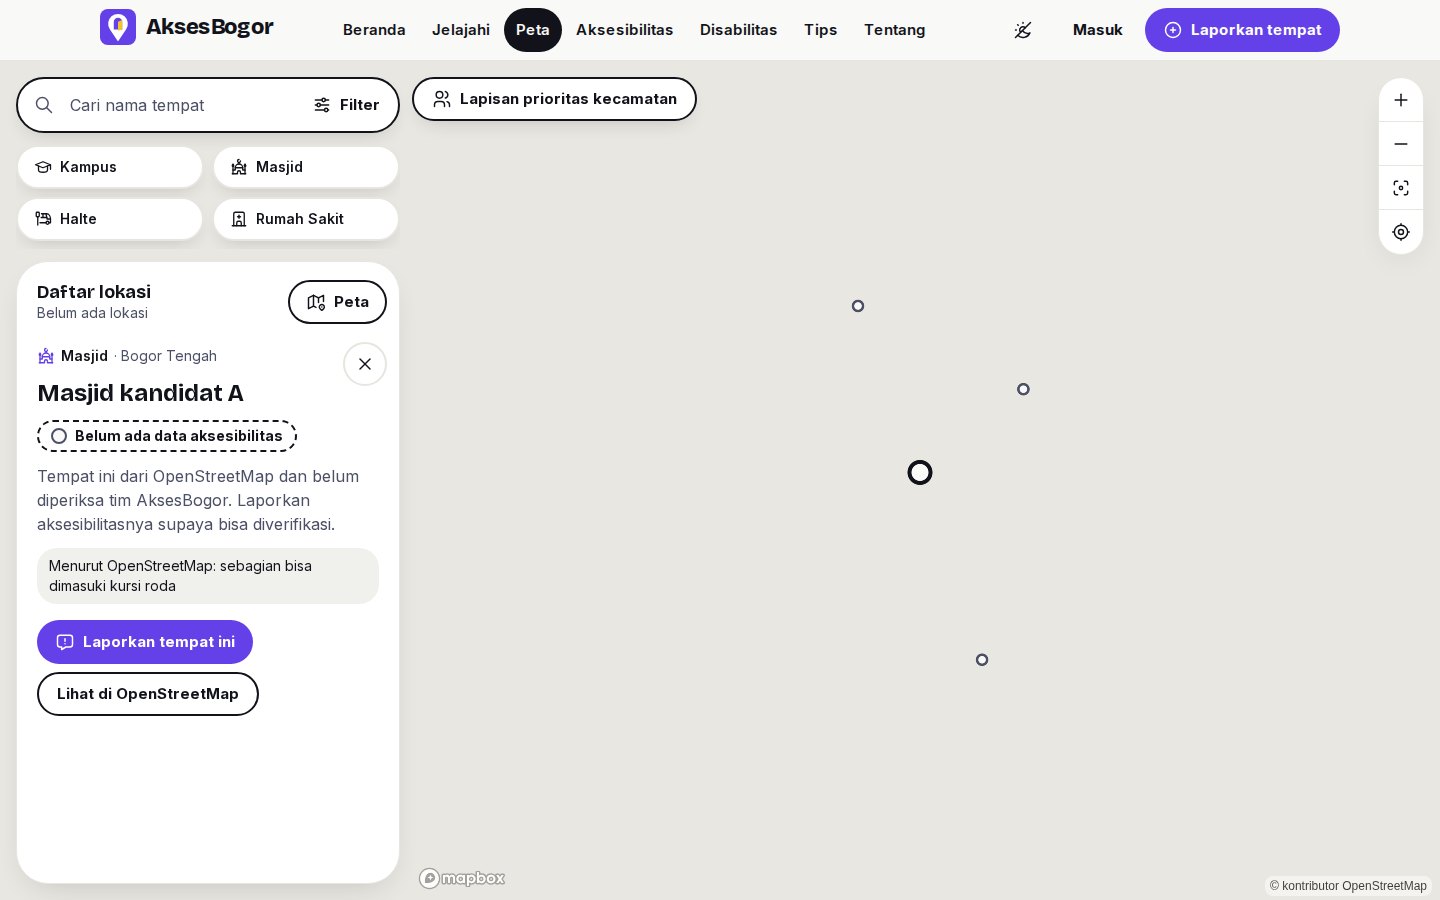 AksesBogor
Beranda
Jelajahi
Peta
Aksesibilitas
Disabilitas
Tips
Tentang
Masuk
Laporkan tempat
Cari nama tempat
Filter
Lapisan prioritas kecamatan
Kampus
Masjid
Halte
Rumah Sakit
Daftar lokasi
Belum ada lokasi
Peta
Masjid · Bogor Tengah
Masjid kandidat A
Belum ada data aksesibilitas
Tempat ini dari OpenStreetMap dan belum
diperiksa tim AksesBogor. Laporkan
aksesibilitasnya supaya bisa diverifikasi.
Menurut OpenStreetMap: sebagian bisa
dimasuki kursi roda
Laporkan tempat ini
Lihat di OpenStreetMap
mapbox
© kontributor OpenStreetMap